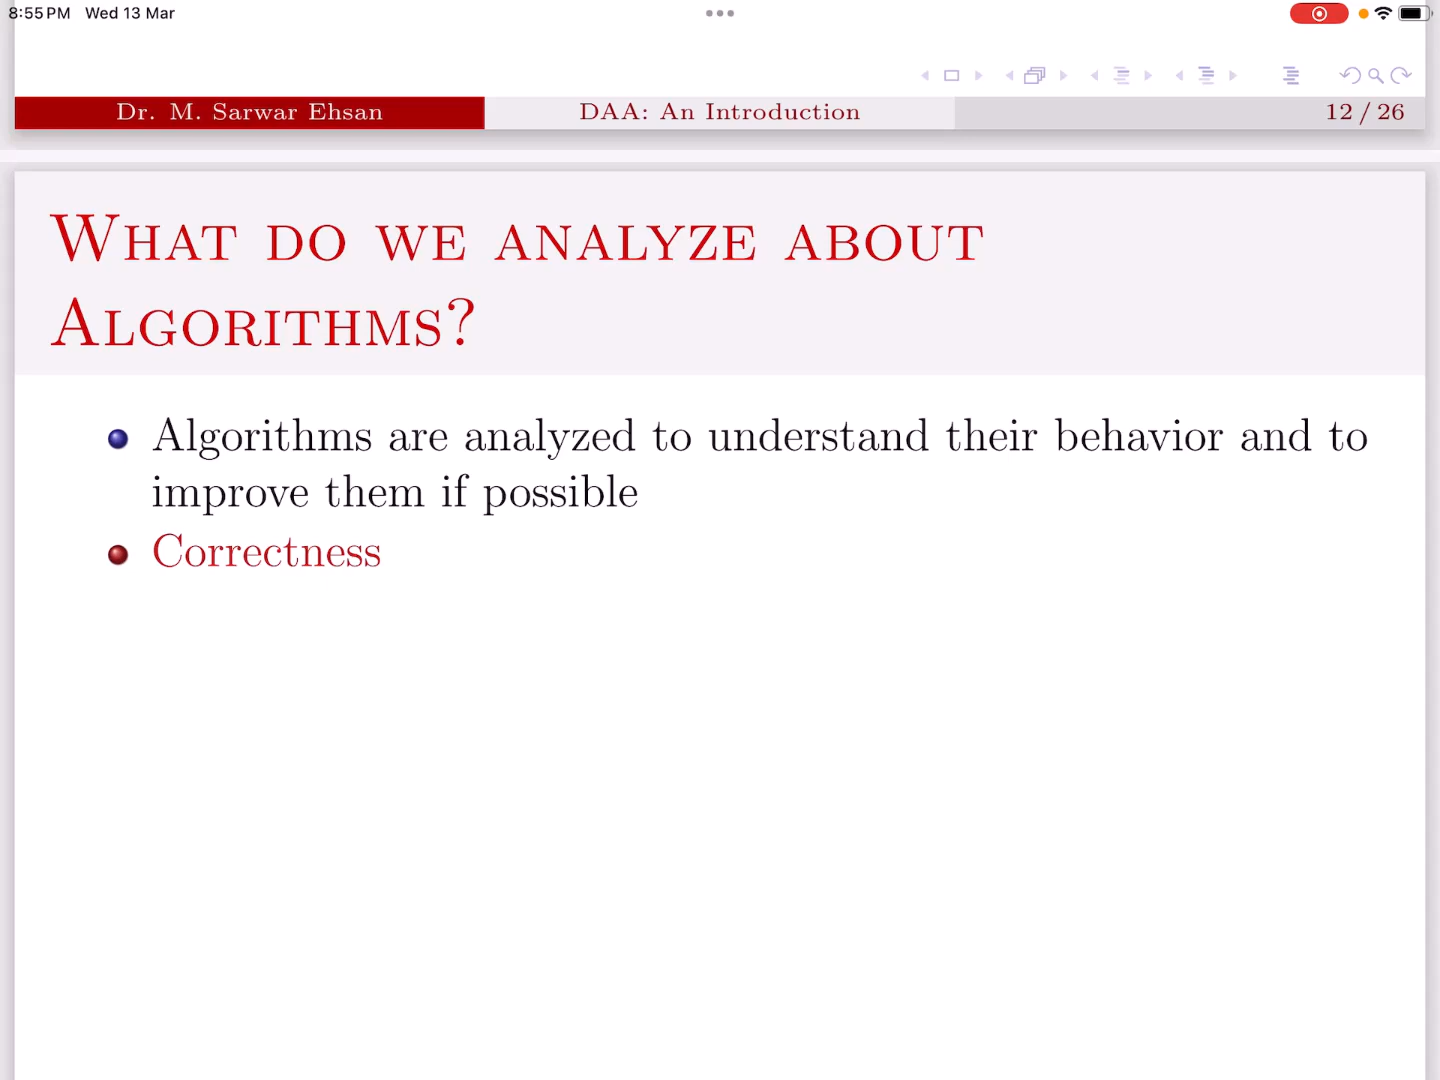 8:55 PM Wed 13 Mar
Dr. M. Sarwar Ehsan DAA: An Introduction 12 / 26
What do we analyze about
Algorithms?
Algorithms are analyzed to understand their behavior and to
improve them if possible
Correctness